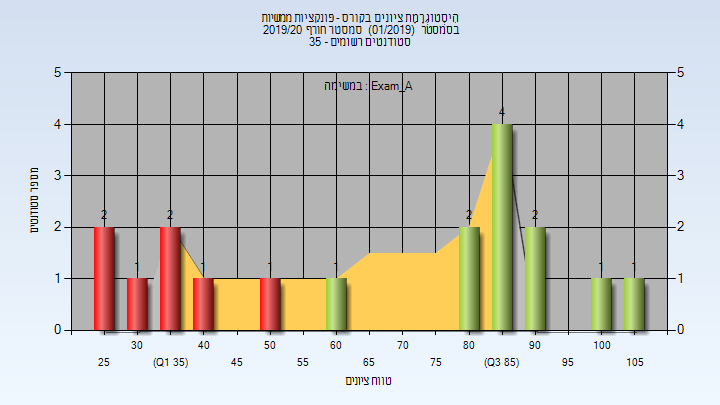 היסטוגרמת ציונים בקורס - פונקציות ממשיות
בסמסטר (01/2019) סמסטר חורף 2019/20
סטודנטים רשומים - 35
במשימה : Exam_A
מספר סטודנטים
5 5
4 4
3 3
2 2
1 1
0 0
2 1 2 1 1 1 2 4 2 1 1
30 (Q1 35) 40 50 60 70 80 (Q3 85) 90 100
25 45 55 65 75 95 105
טווח ציונים